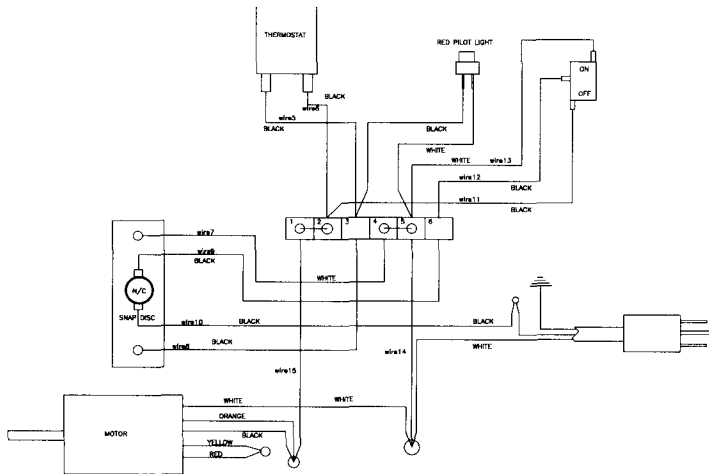 THERMOSTAT
RED PILOT LIGHT
ON
OFF
BLACK
wire6
wire5
BLACK
BLACK
WHITE
WHITE wire13
wire12
BLACK
wire11
BLACK
1 2 3 4 5 6
wire7
wire9
BLACK
WHITE
N/C
SNAP DISC
wire10
BLACK
BLACK
wire8
BLACK
wire14
WHITE
wire15
WHITE
WHITE
ORANGE
MOTOR
BLACK
YELLOW
RED